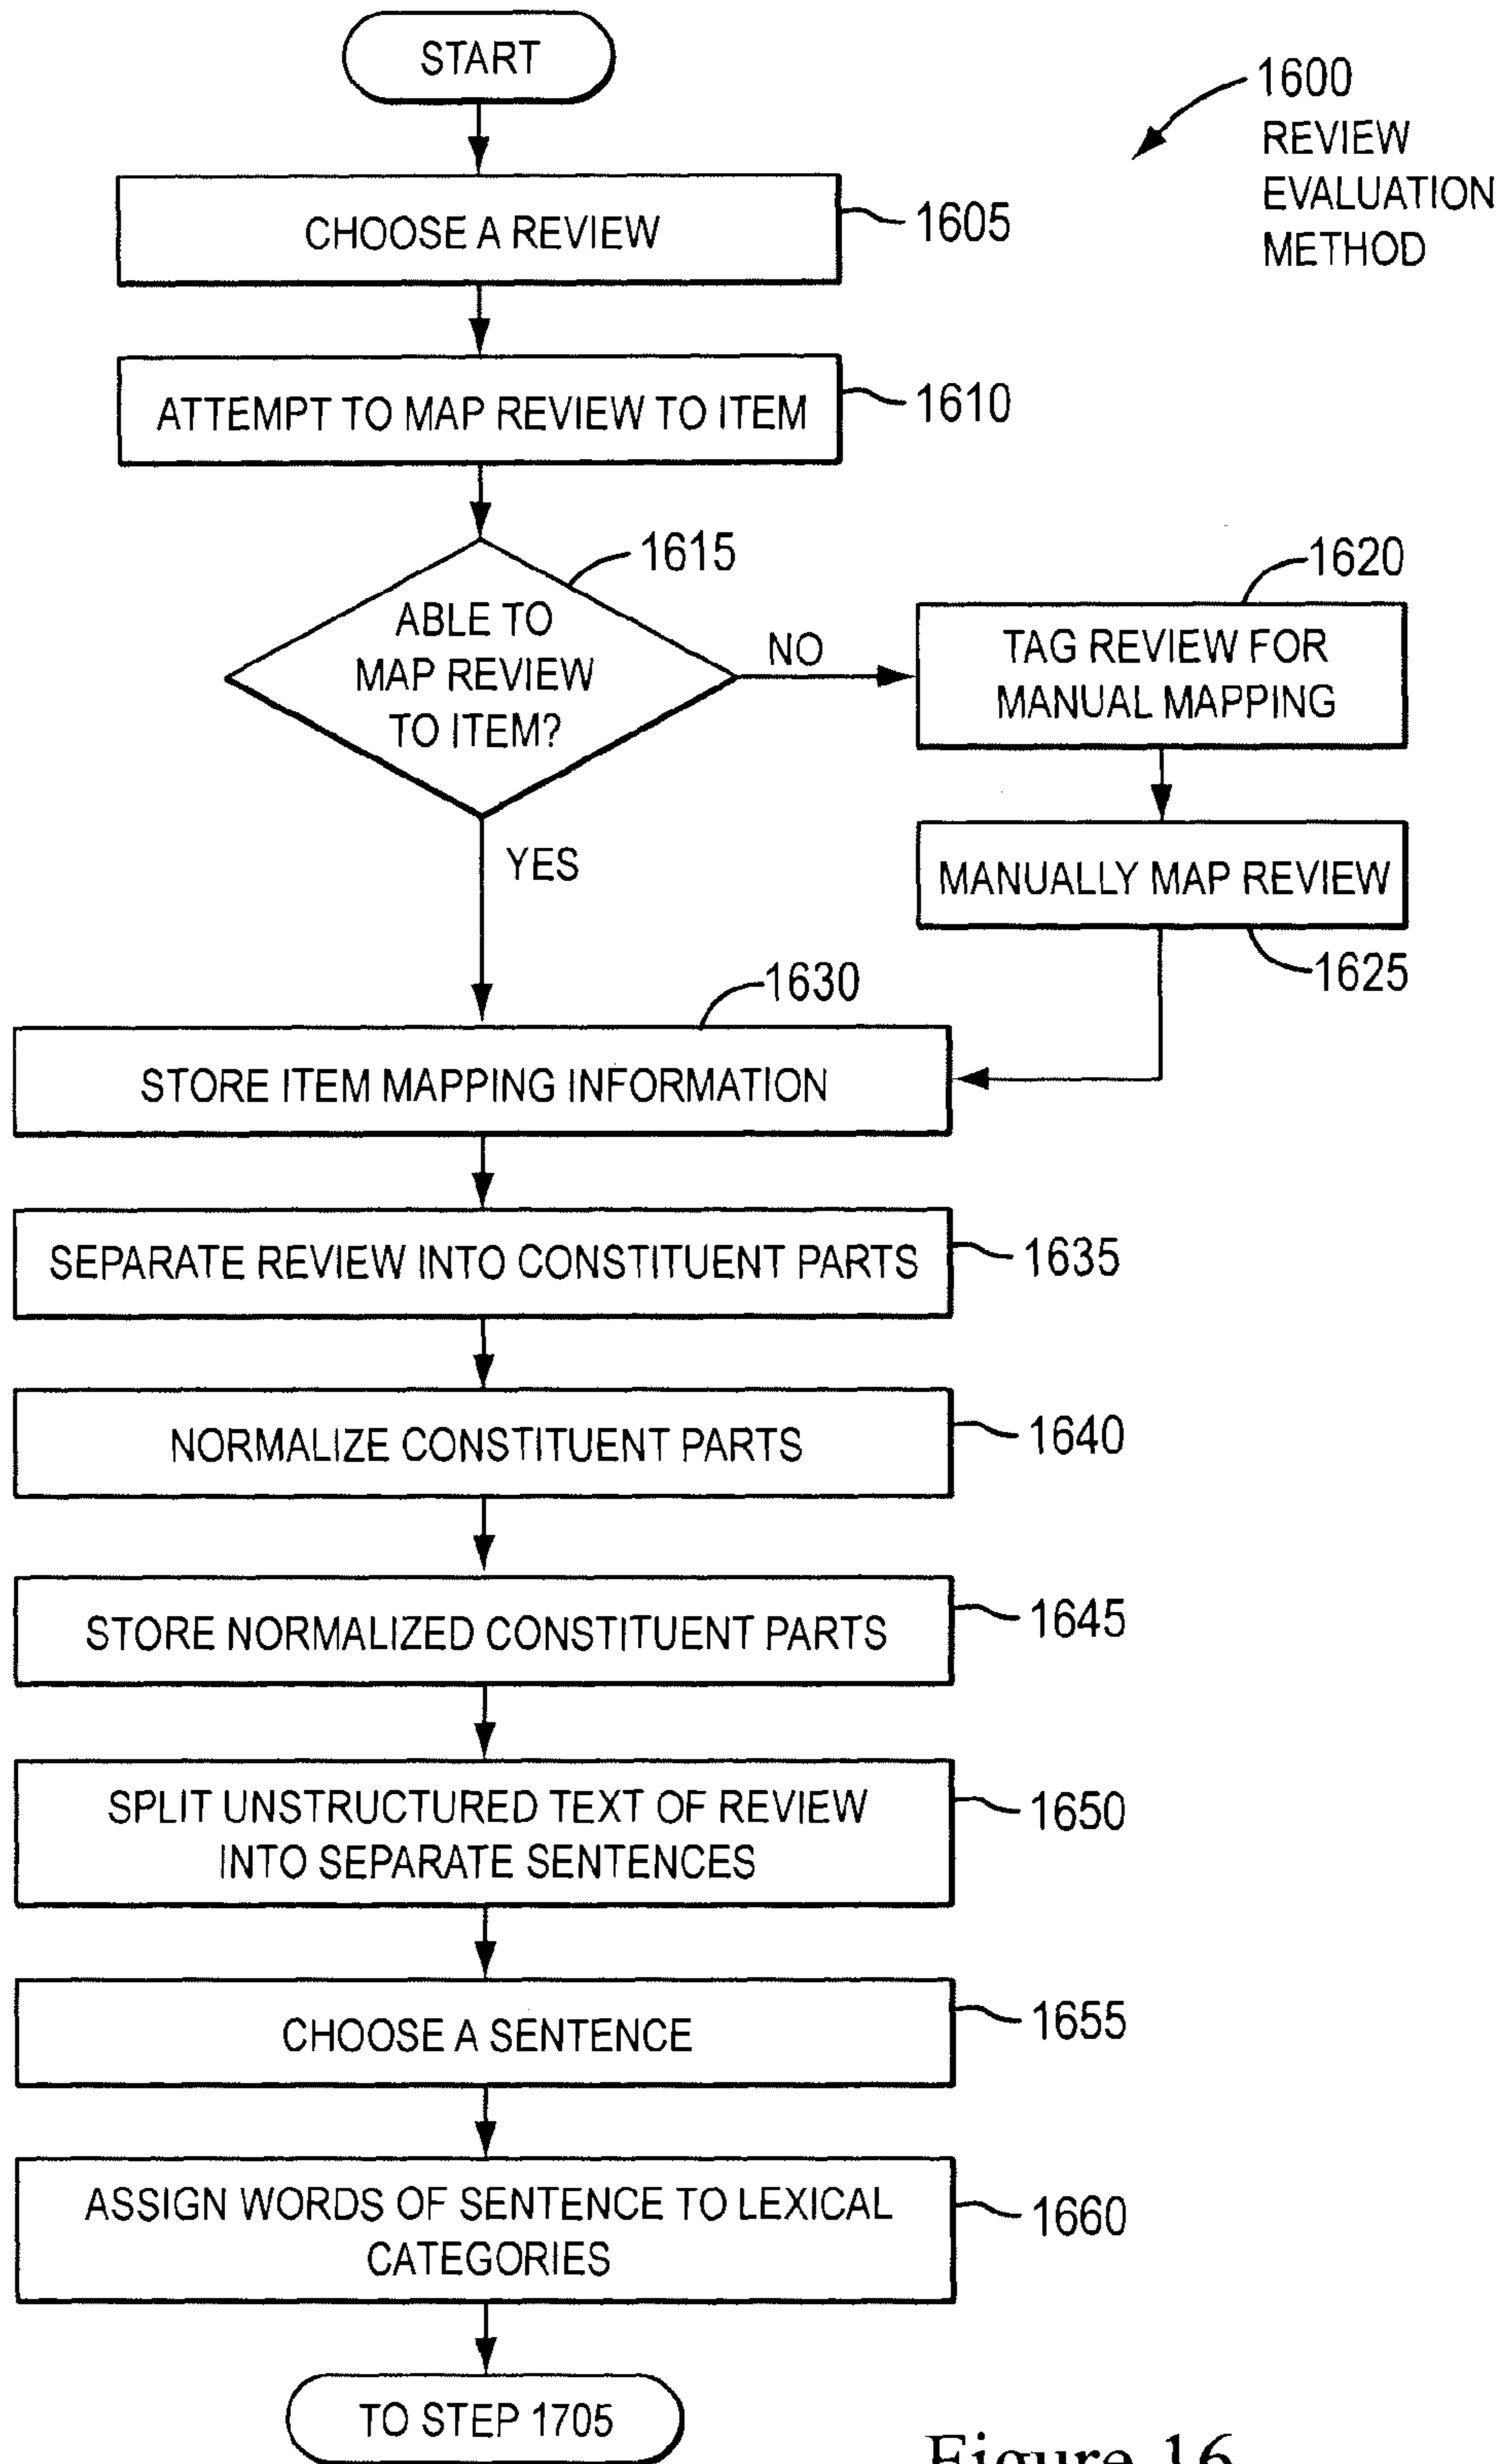 START
1600
REVIEW
EVALUATION
METHOD
CHOOSE A REVIEW
1605
ATTEMPT TO MAP REVIEW TO ITEM
1610
1615
ABLE TO
MAP REVIEW
TO ITEM?
NO
YES
1620
TAG REVIEW FOR
MANUAL MAPPING
MANUALLY MAP REVIEW
1625
1630
STORE ITEM MAPPING INFORMATION
SEPARATE REVIEW INTO CONSTITUENT PARTS
1635
NORMALIZE CONSTITUENT PARTS
1640
STORE NORMALIZED CONSTITUENT PARTS
1645
SPLIT UNSTRUCTURED TEXT OF REVIEW
INTO SEPARATE SENTENCES
1650
CHOOSE A SENTENCE
1655
ASSIGN WORDS OF SENTENCE TO LEXICAL
CATEGORIES
1660
TO STEP 1705
Figure 16